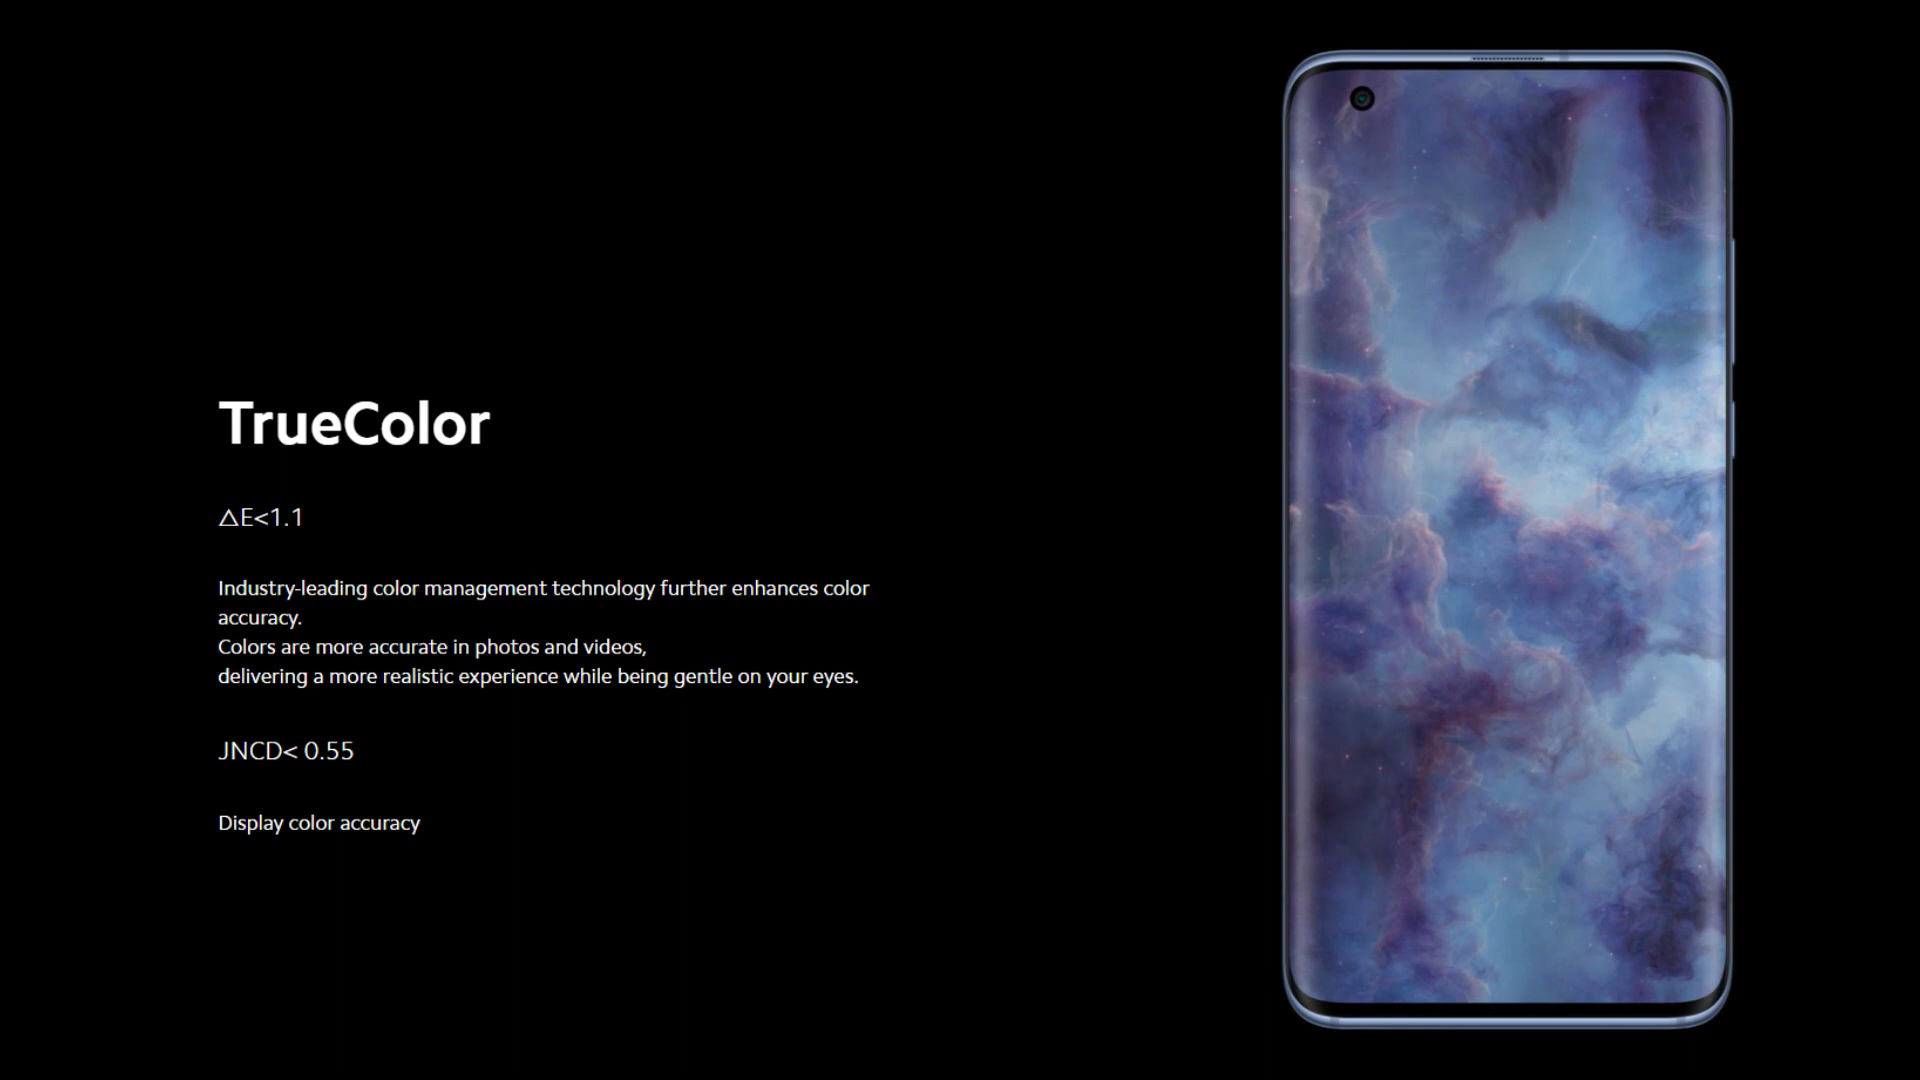 TrueColor
△E<1.1
Industry-leading color management technology further enhances color
accuracy.
Colors are more accurate in photos and videos,
delivering a more realistic experience while being gentle on your eyes.
JNCD< 0.55
Display color accuracy